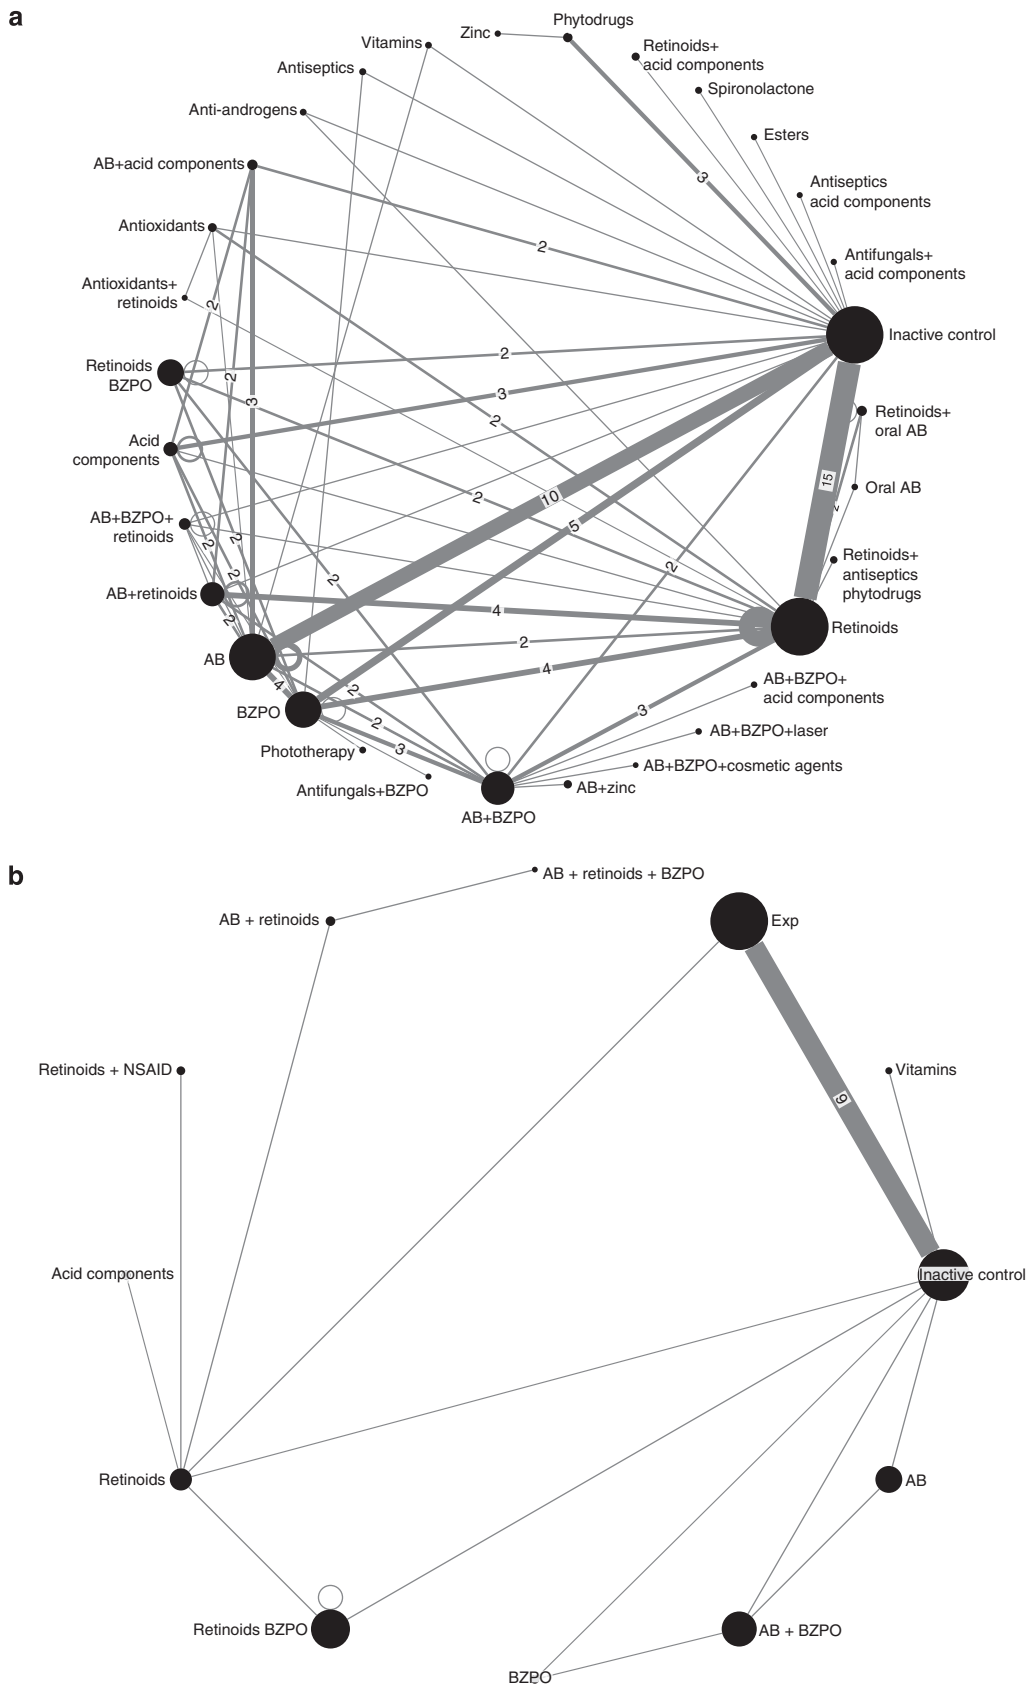 a
Phytodrugs
Zinc
Vitamins
Retinoids+
acid components
Antiseptics
Spironolactone
Anti-androgens
Esters
AB+acid components
3
Antiseptics
acid components
Antioxidants
2
Antifungals+
acid components
Antioxidants+
retinoids
2
Inactive control
2
Retinoids
BZPO
2
3
3
2
Retinoids+
oral AB
Acid
components
15
Oral AB
2
10
2
AB+BZPO+
retinoids
5
2
2
Retinoids+
antiseptics
phytodrugs
2
2
2
AB+retinoids
4
2
Retinoids
2
AB
4
4
AB+BZPO+
acid components
2
BZPO
3
2
AB+BZPO+laser
3
Phototherapy
AB+BZPO+cosmetic agents
Antifungals+BZPO
AB+zinc
AB+BZPO
b
AB + retinoids + BZPO
AB + retinoids
Exp
Retinoids + NSAID
Vitamins
9
Acid components
Inactive control
Retinoids
AB
Retinoids BZPO
AB + BZPO
BZPO